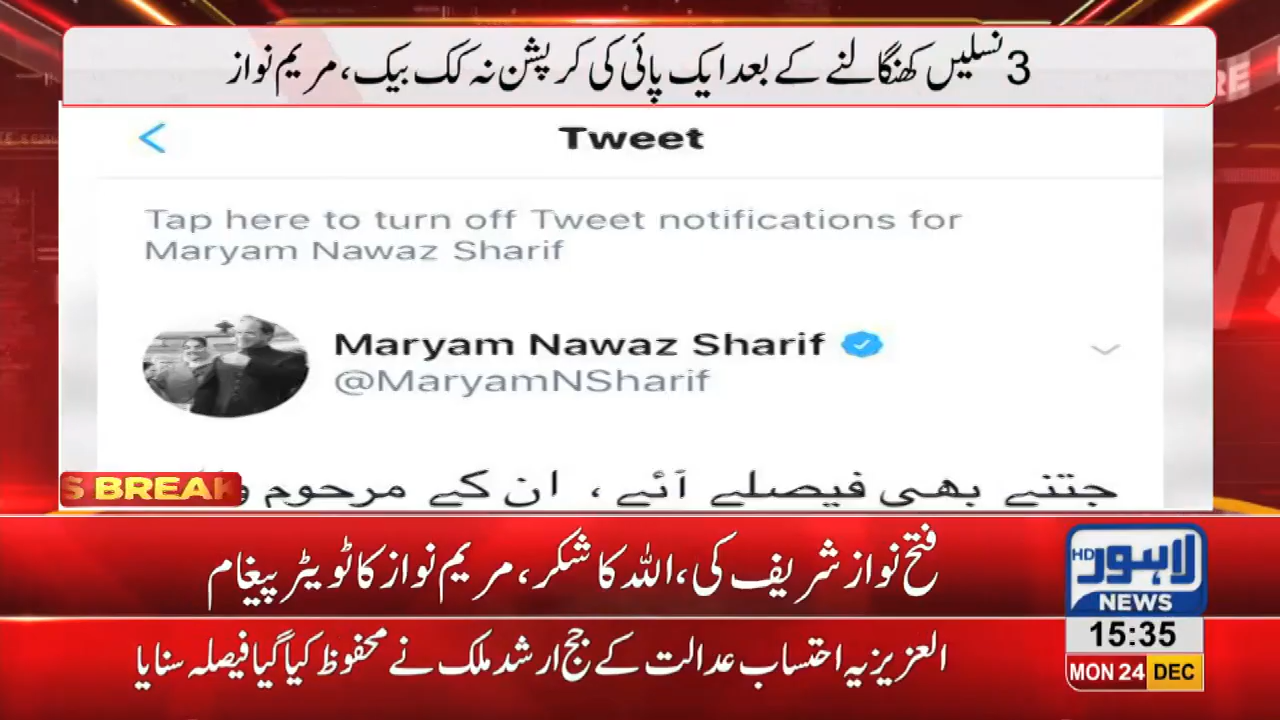 3 نسلیں کھنگالنے کے بعد ایک پائی کی کرپشن نہ کک بیک، مریم نواز
Tweet
Tap here to turn off Tweet notifications for
Maryam Nawaz Sharif
Maryam Nawaz Sharif
@MaryamNSharif
جتنے بھی فیصلے آئے ، ان کے مرحوم
S BREAK
فتح نواز شریف کی، اللہ کا شکر، مریم نواز کا ٹویٹر پیغام
العزیزیہ احتساب عدالت کے جج ارشد ملک نے محفوظ کیا گیا فیصلہ سنایا
HD لاہور
NEWS
15:35
MON 24 DEC